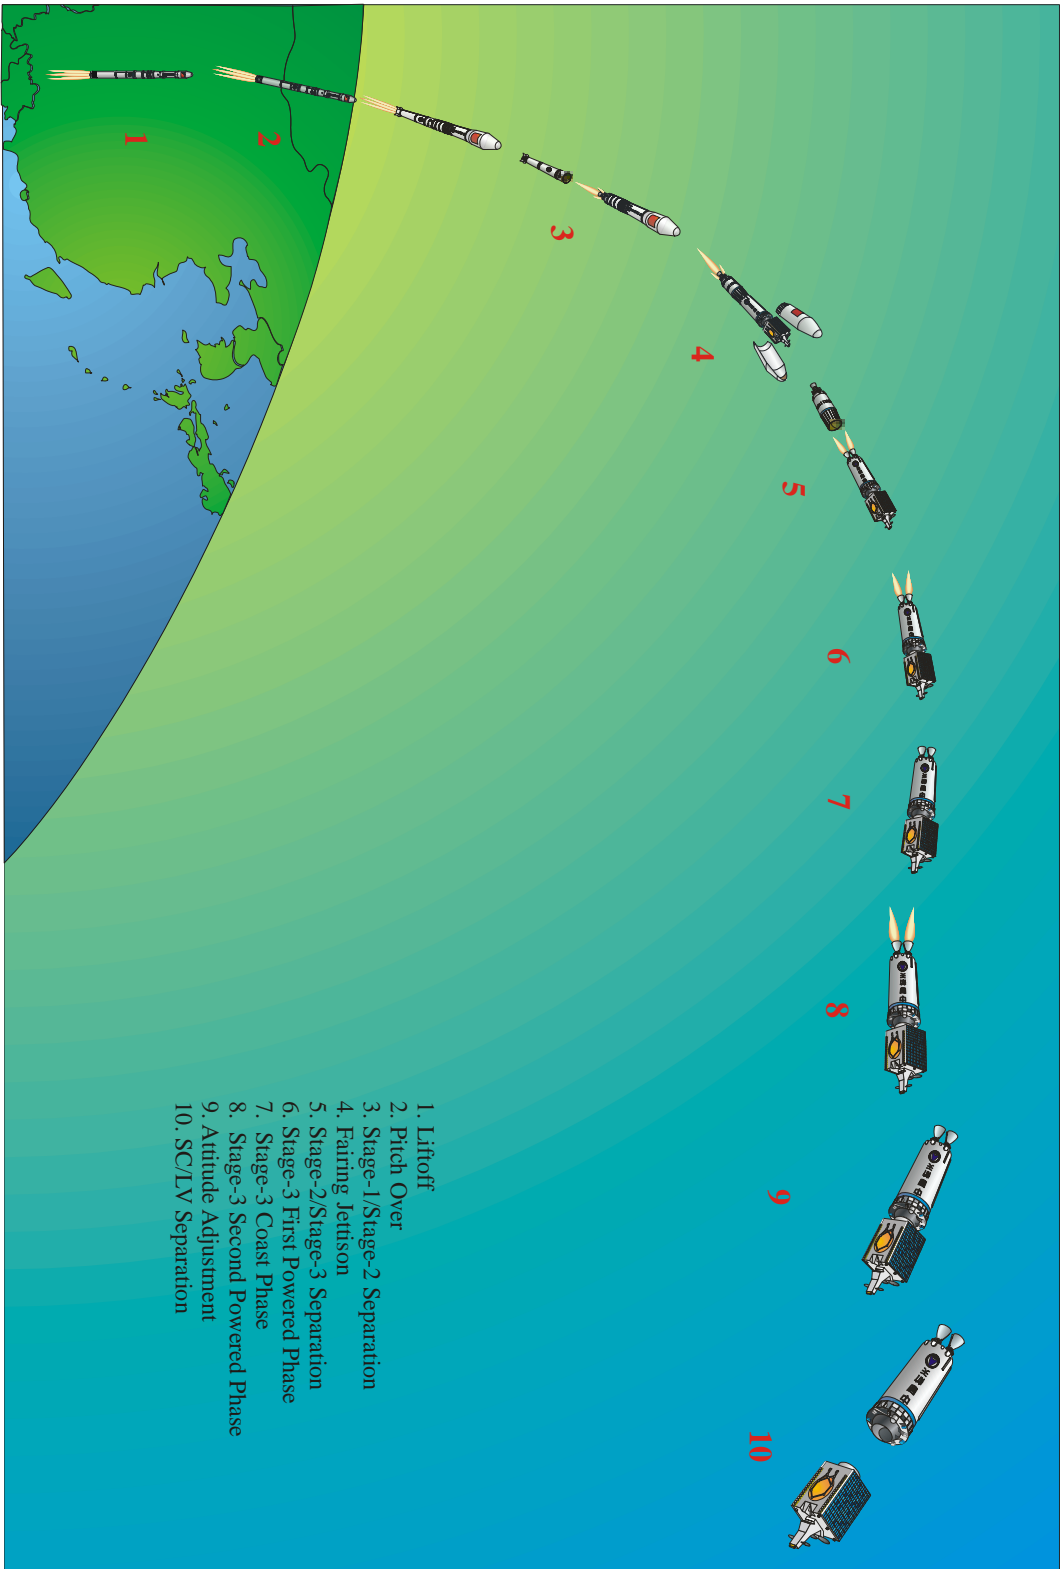 1
2
3
4
5
6
7
8
9
10
1. Liftoff
2. Pitch Over
3. Stage-1/Stage-2 Separation
4. Fairing Jettison
5. Stage-2/Stage-3 Separation
6. Stage-3 First Powered Phase
7. Stage-3 Coast Phase
8. Stage-3 Second Powered Phase
9. Attitude Adjustment
10. SC/LV Separation